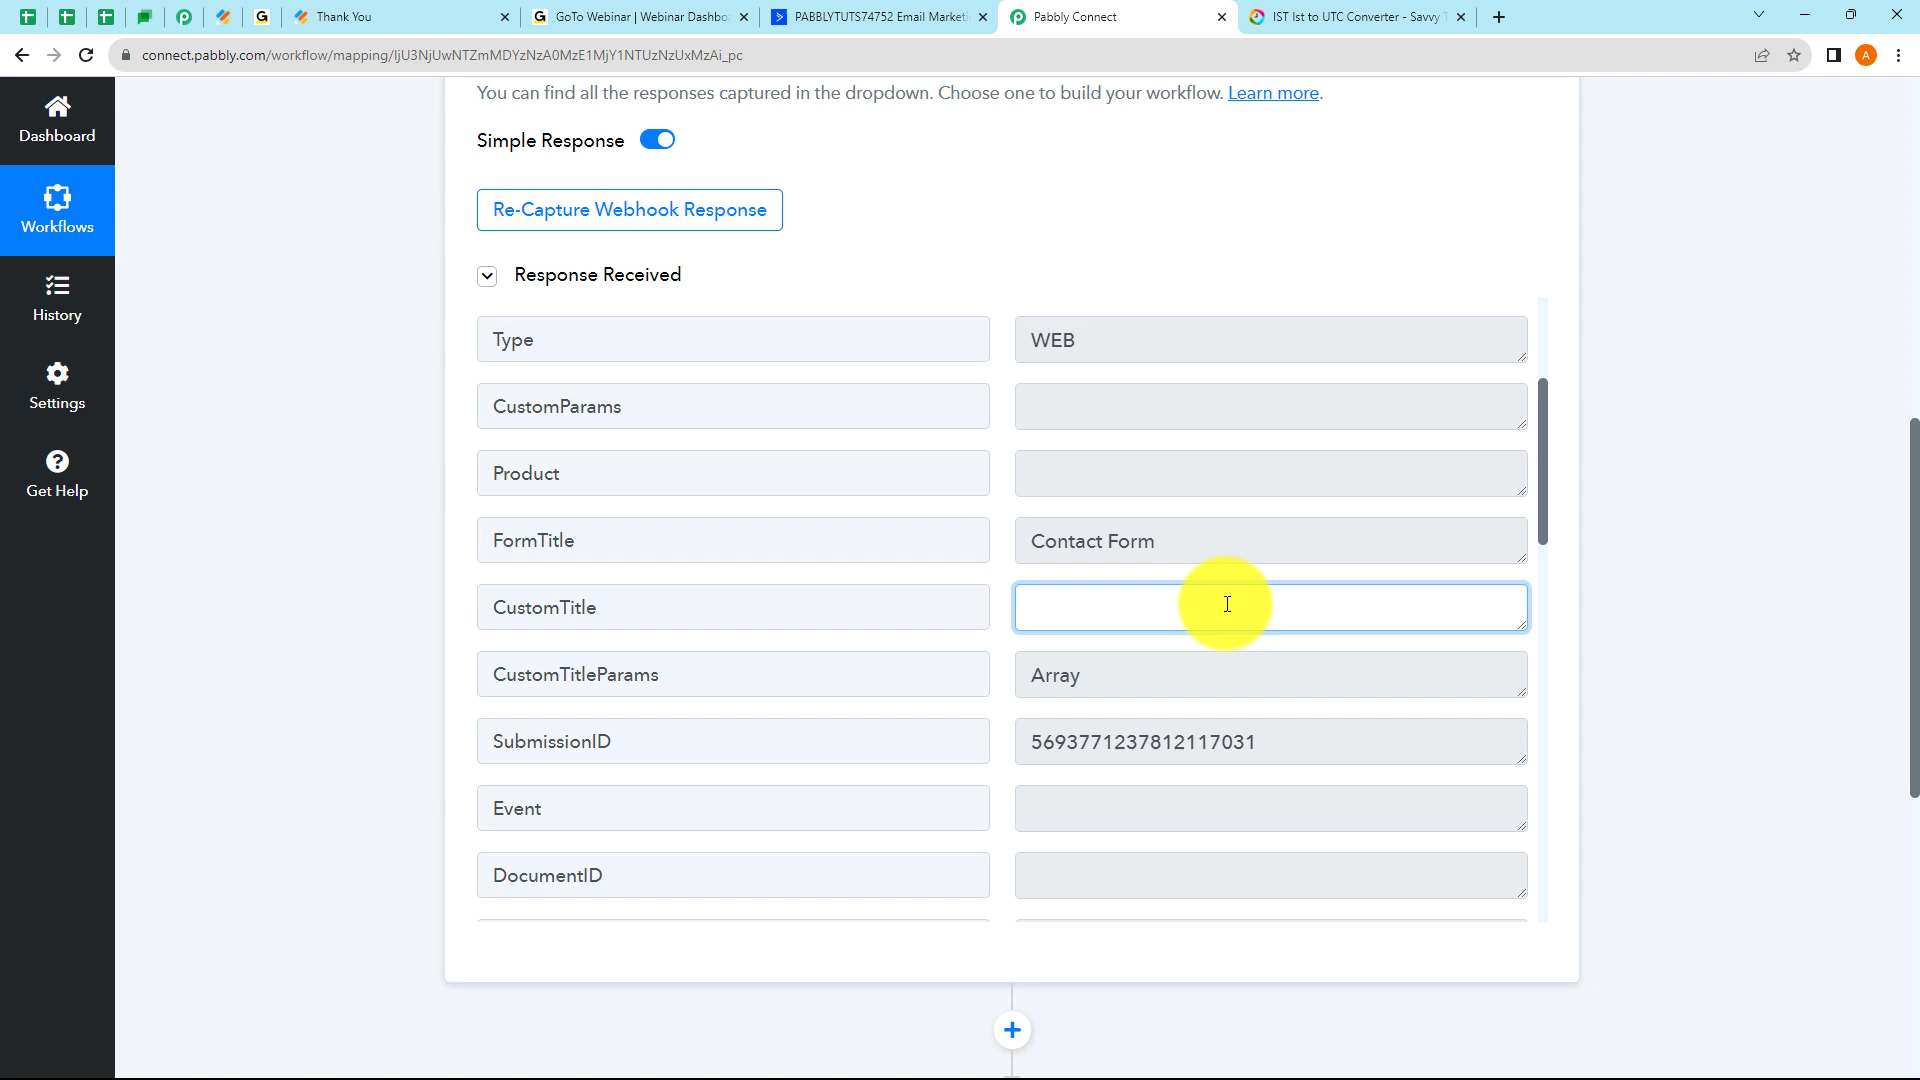 Thank You
GoTo Webinar | Webinar Dashbo
PABBLYTUTS74752 Email Marketi
Pabbly Connect
IST Ist to UTC Converter - Savvy T
connect.pabbly.com/workflow/mapping/IjU3NjUwNTZmMDYzNzA0MzE1MjY1NTUzNzUxMzAi_pc
A
Dashboard
Workflows
History
Settings
Get Help
You can find all the responses captured in the dropdown. Choose one to build your workflow. Learn more.
Simple Response
Re-Capture Webhook Response
Response Received
Type WEB
CustomParams
Product
FormTitle Contact Form
CustomTitle
CustomTitleParams Array
SubmissionID 5693771237812117031
Event
DocumentID